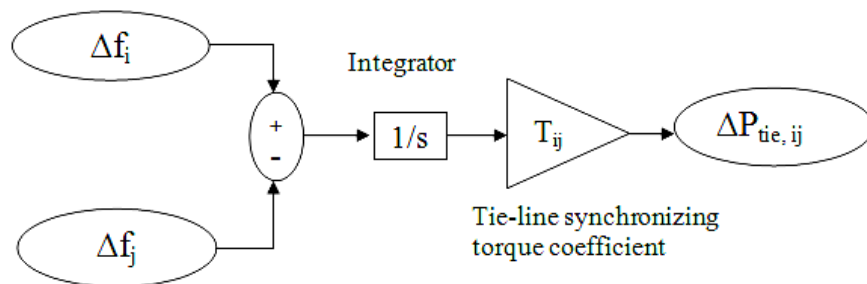 Δfi
Integrator
+
-
1/s
Tij
ΔPtie, ij
Δfj
Tie-line synchronizing
torque coefficient